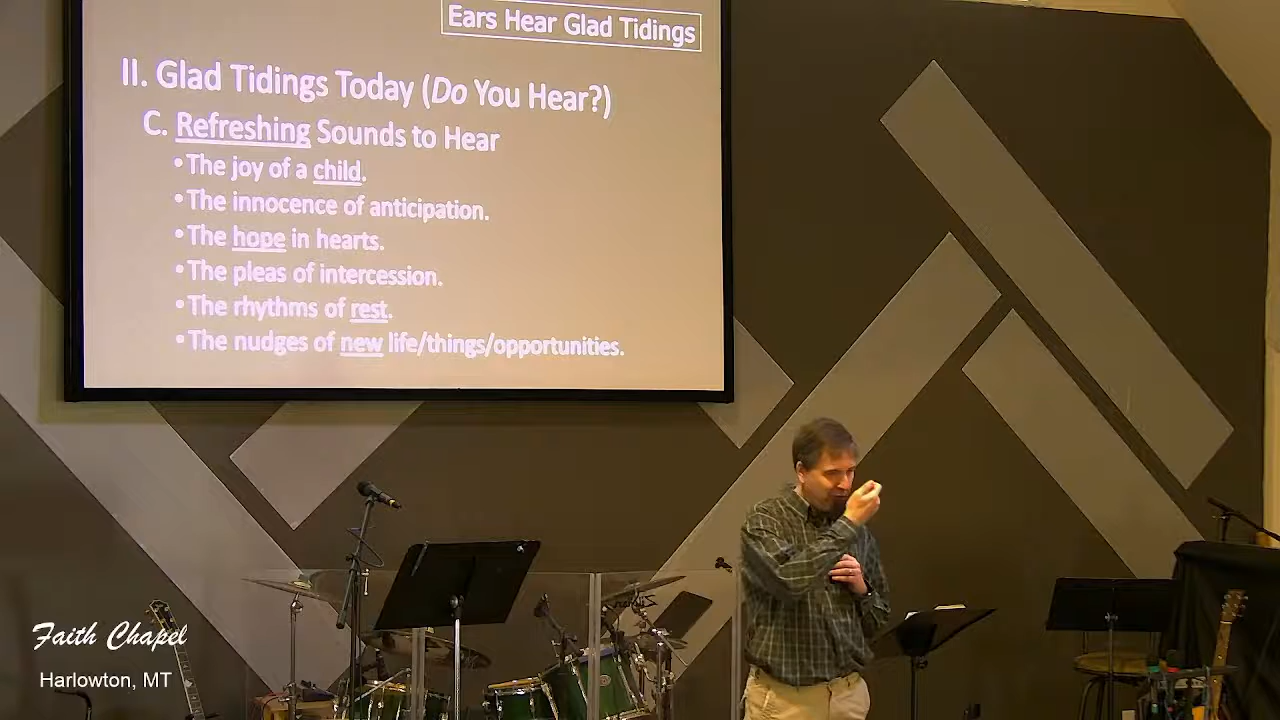 Ears Hear Glad Tidings
II. Glad Tidings Today (Do You Hear?)
C. Refreshing Sounds to Hear
• The joy of a child.
• The innocence of anticipation.
• The hope in hearts.
• The pleas of intercession.
• The rhythms of rest.
• The nudges of new life/things/opportunities.
Faith Chapel
Harlowton, MT